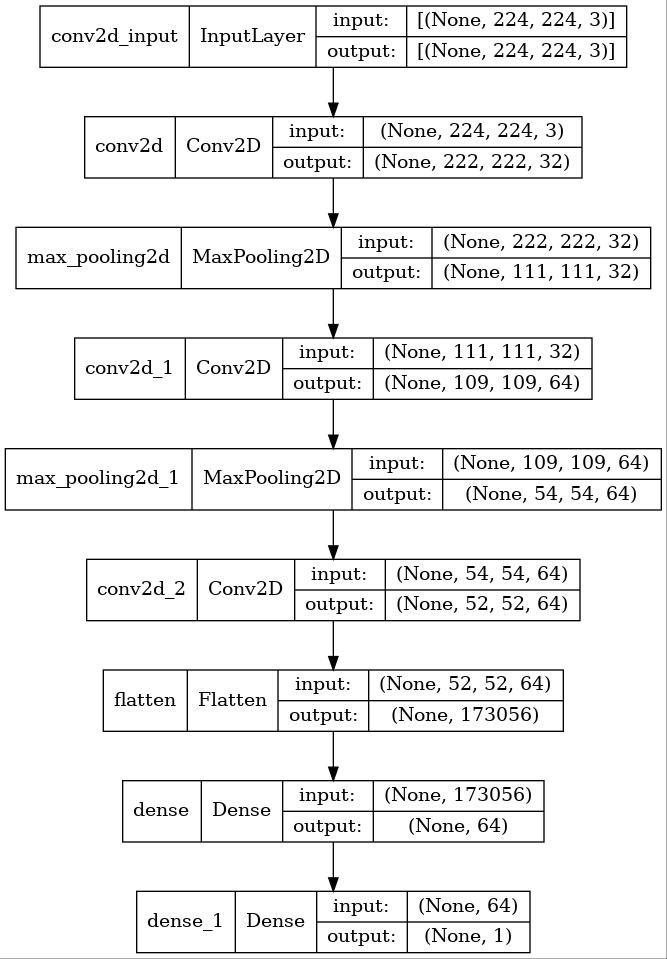 conv2d_input InputLayer input: [(None, 224, 224, 3)]
output: [(None, 224, 224, 3)]
conv2d Conv2D input: (None, 224, 224, 3)
output: (None, 222, 222, 32)
max_pooling2d MaxPooling2D input: (None, 222, 222, 32)
output: (None, 111, 111, 32)
conv2d_1 Conv2D input: (None, 111, 111, 32)
output: (None, 109, 109, 64)
max_pooling2d_1 MaxPooling2D input: (None, 109, 109, 64)
output: (None, 54, 54, 64)
conv2d_2 Conv2D input: (None, 54, 54, 64)
output: (None, 52, 52, 64)
flatten Flatten input: (None, 52, 52, 64)
output: (None, 173056)
dense Dense input: (None, 173056)
output: (None, 64)
dense_1 Dense input: (None, 64)
output: (None, 1)